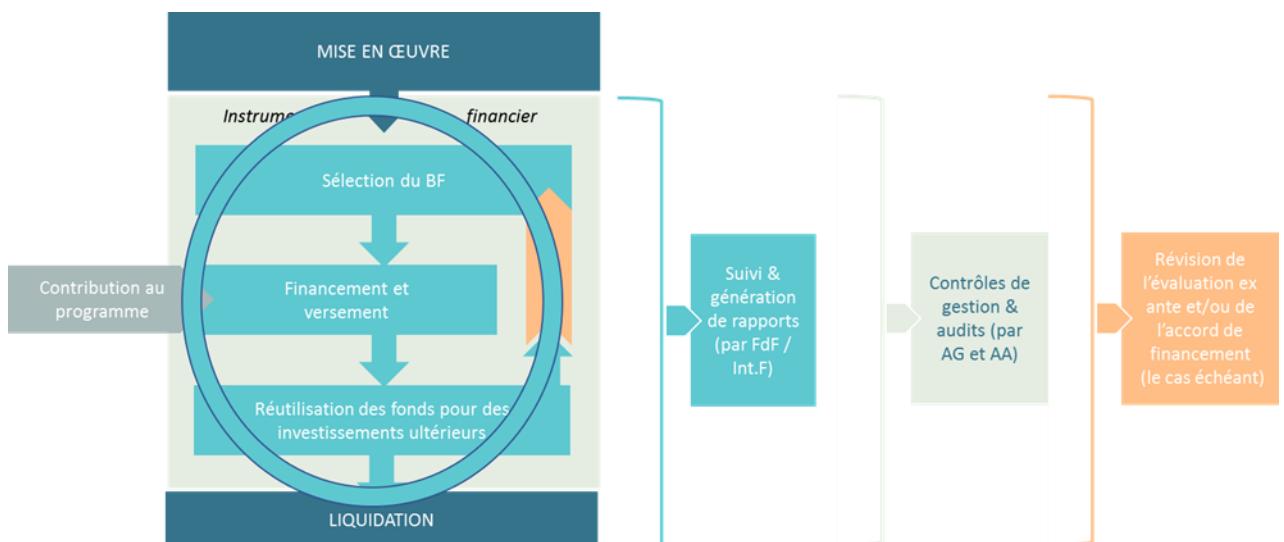 MISE EN ŒUVRE
Instrume
financier
Sélection du BF
Contribution au
programme
Financement et
versement
Réutilisation des fonds pour des
investissements ultérieurs
LIQUIDATION
Suivi &
génération
de rapports
(par FdF /
Int.F)
Contrôles de
gestion &
audits (par
AG et AA)
Révision de
l'évaluation ex
ante et/ou de
l'accord de
financement
(le cas échéant)